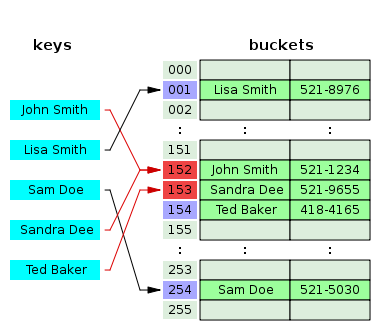 keys buckets
000
001 Lisa Smith 521-8976
002
: : :
151
152 John Smith 521-1234
153 Sandra Dee 521-9655
154 Ted Baker 418-4165
155
: : :
253
254 Sam Doe 521-5030
255
John Smith
Lisa Smith
Sam Doe
Sandra Dee
Ted Baker